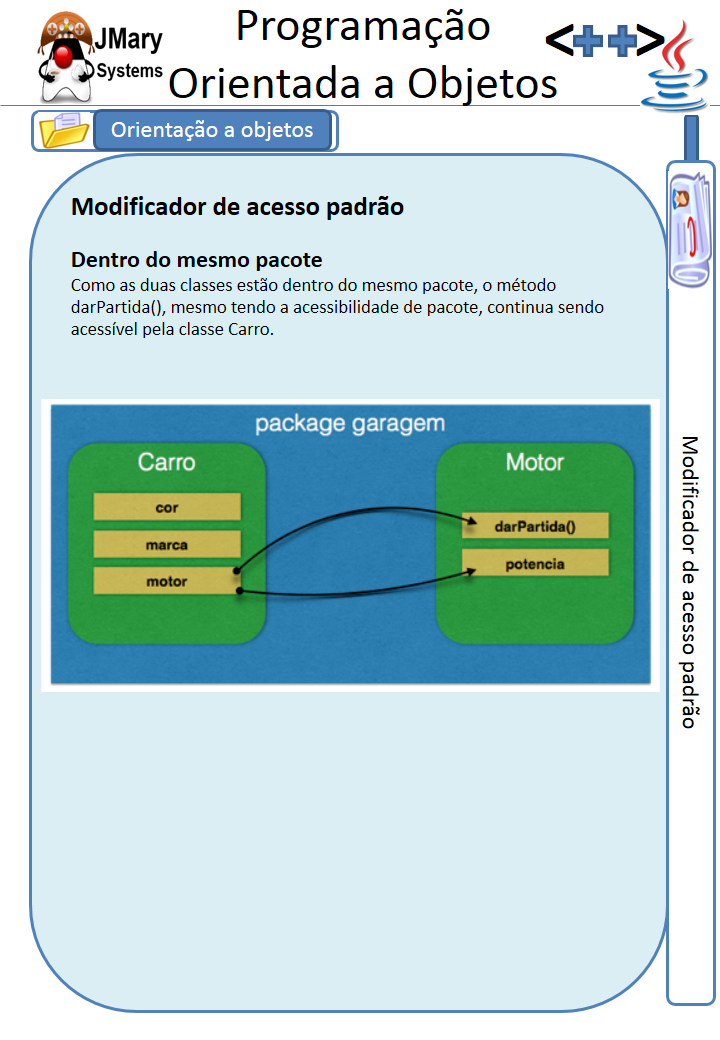 JMary
Systems
Programação
Orientada a Objetos
<++>
Orientação a objetos
Modificador de acesso padrão
Dentro do mesmo pacote
Como as duas classes estão dentro do mesmo pacote, o método
darPartida(), mesmo tendo a acessibilidade de pacote, continua sendo
acessível pela classe Carro.
package garagem
Carro
cor
marca
motor
Motor
darPartida()
potencia
Modificador de acesso padrão